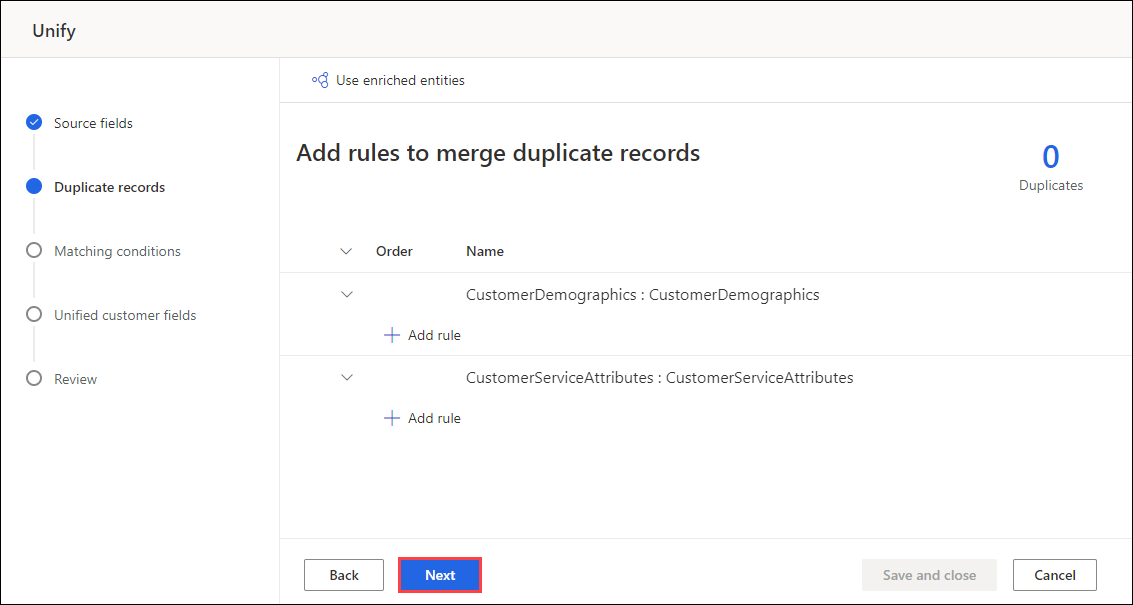 Unify
Use enriched entities
Source fields
Duplicate records
Matching conditions
Unified customer fields
Review
Add rules to merge duplicate records
0
Duplicates
Order Name
CustomerDemographics : CustomerDemographics
Add rule
CustomerServiceAttributes : CustomerServiceAttributes
Add rule
Back Next Save and close Cancel